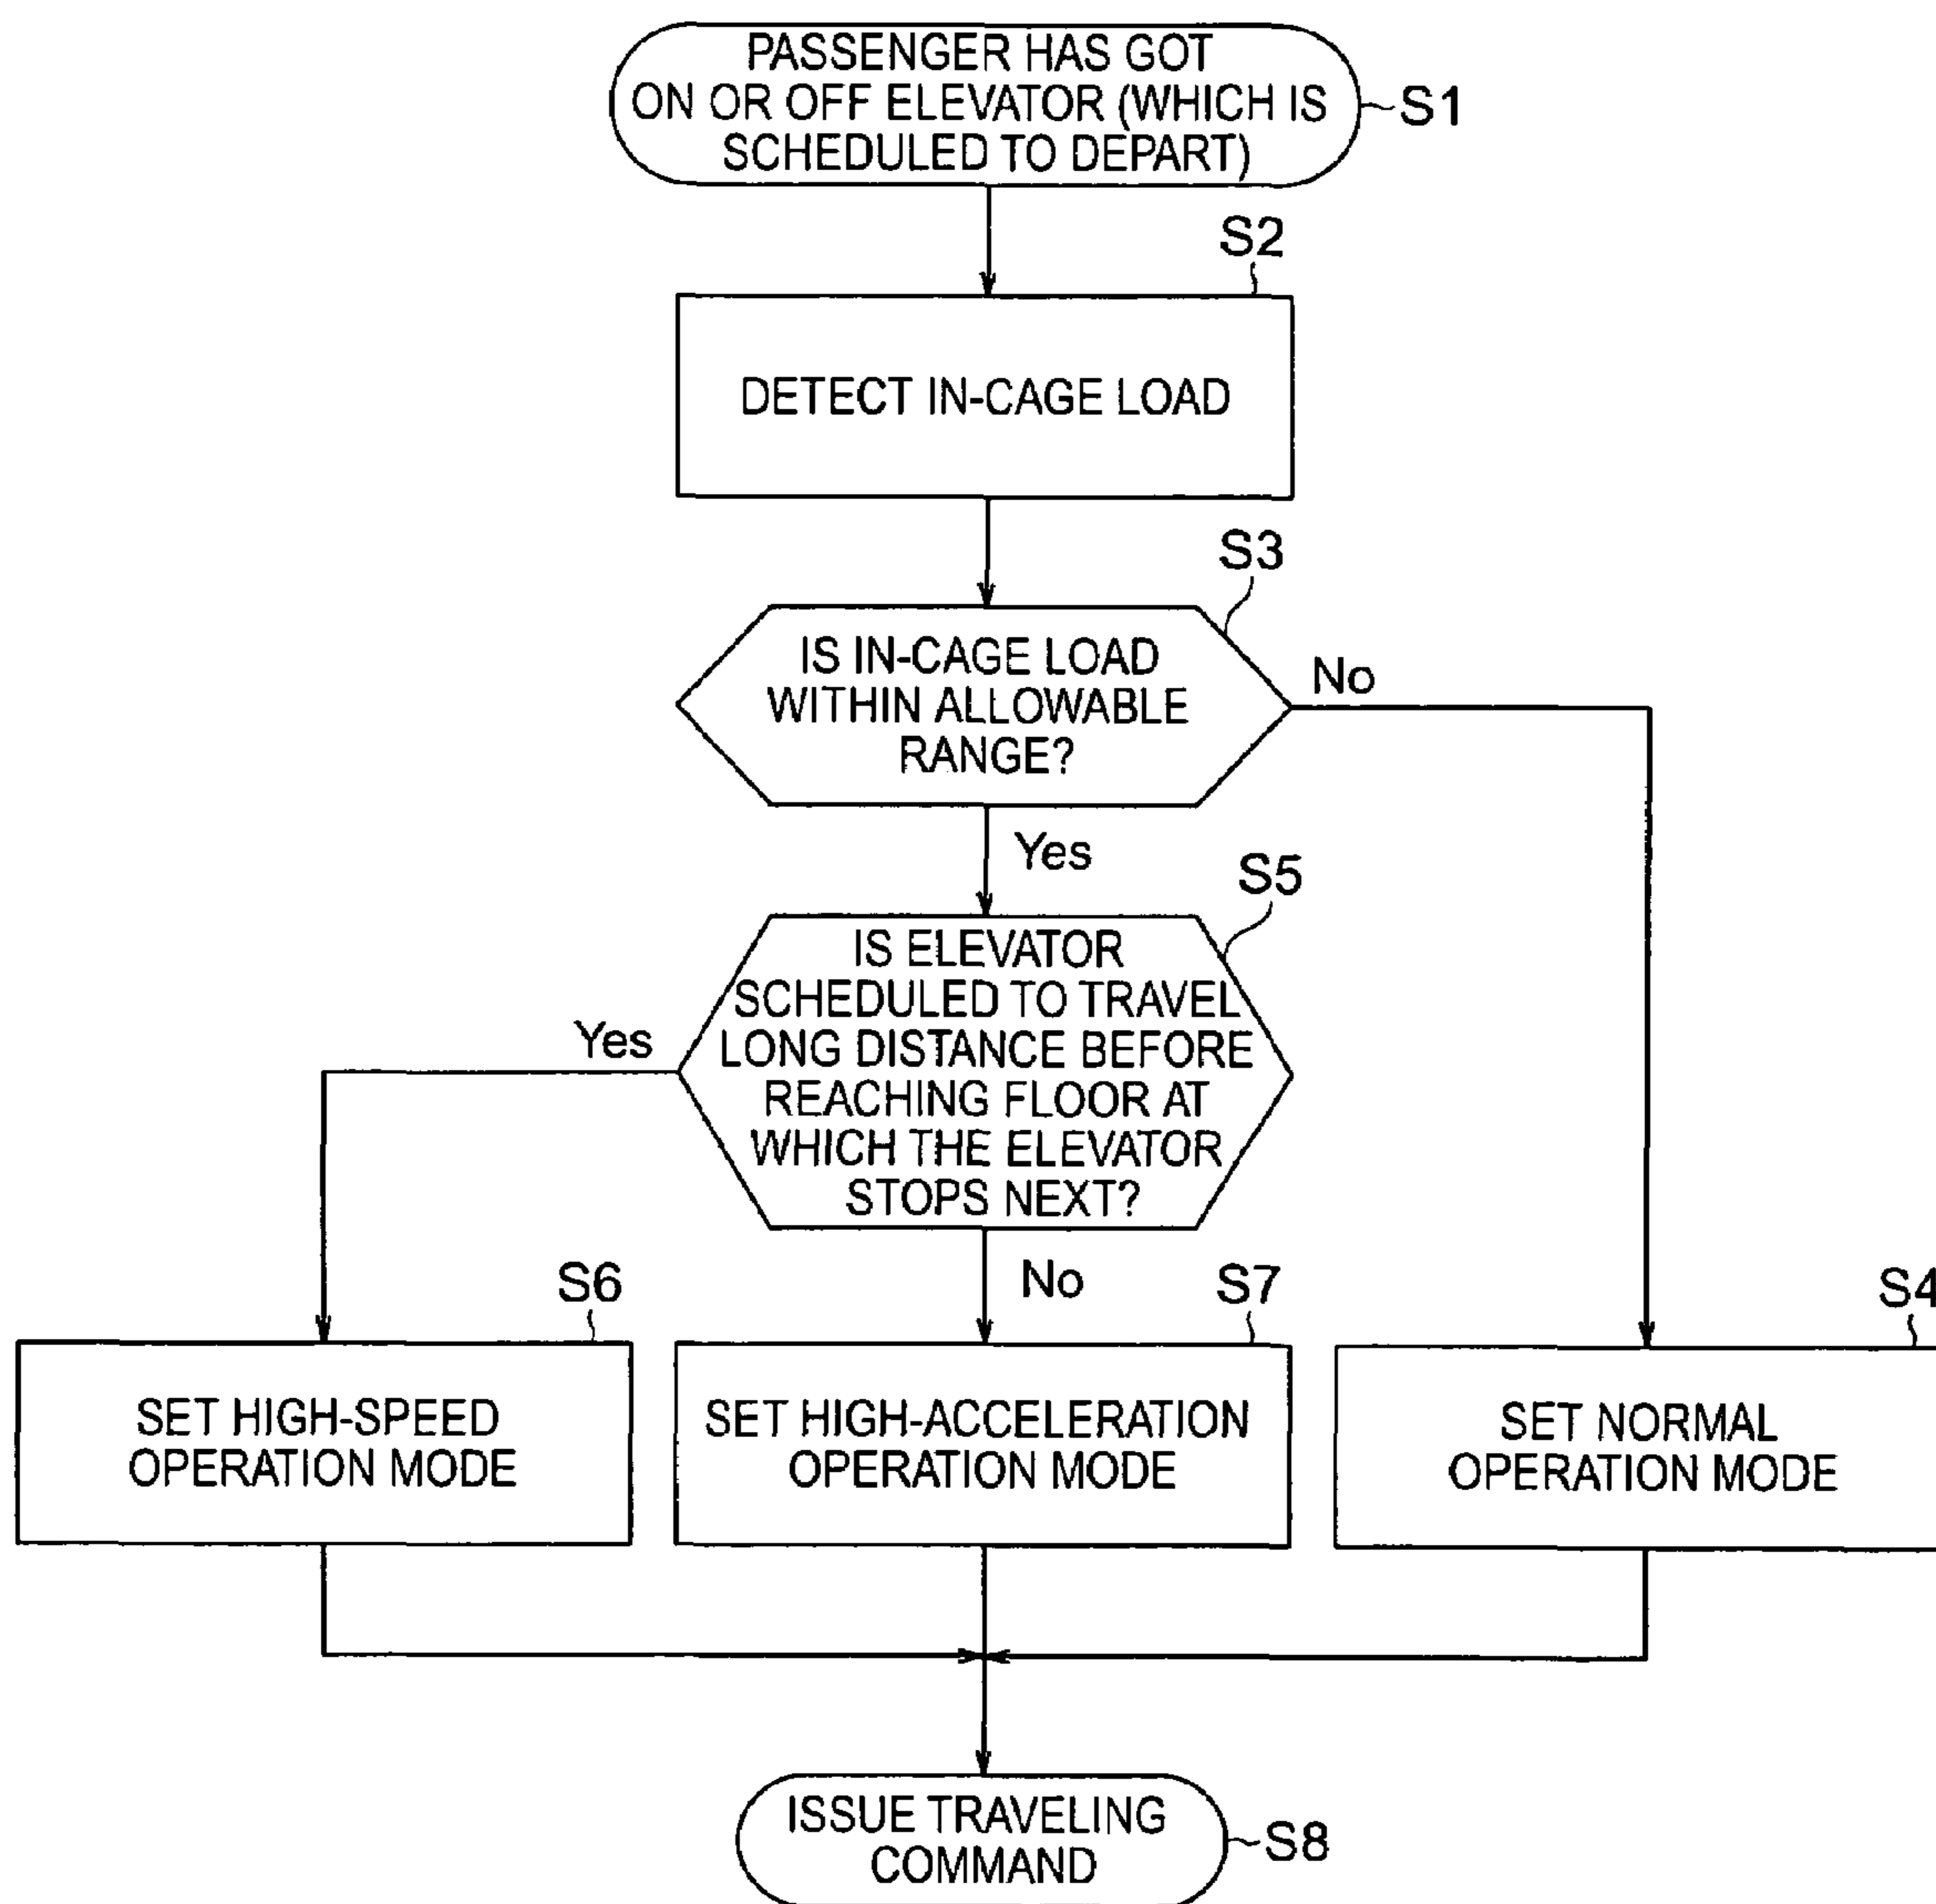 PASSENGER HAS GOT
ON OR OFF ELEVATOR (WHICH IS
SCHEDULED TO DEPART)
S1
S2
DETECT IN-CAGE LOAD
S3
IS IN-CAGE LOAD
WITHIN ALLOWABLE
RANGE?
No
Yes
S5
IS ELEVATOR
SCHEDULED TO TRAVEL
LONG DISTANCE BEFORE
REACHING FLOOR AT
WHICH THE ELEVATOR
STOPS NEXT?
Yes
No
S6
SET HIGH-SPEED
OPERATION MODE
S7
SET HIGH-ACCELERATION
OPERATION MODE
S4
SET NORMAL
OPERATION MODE
ISSUE TRAVELING
COMMAND
S8